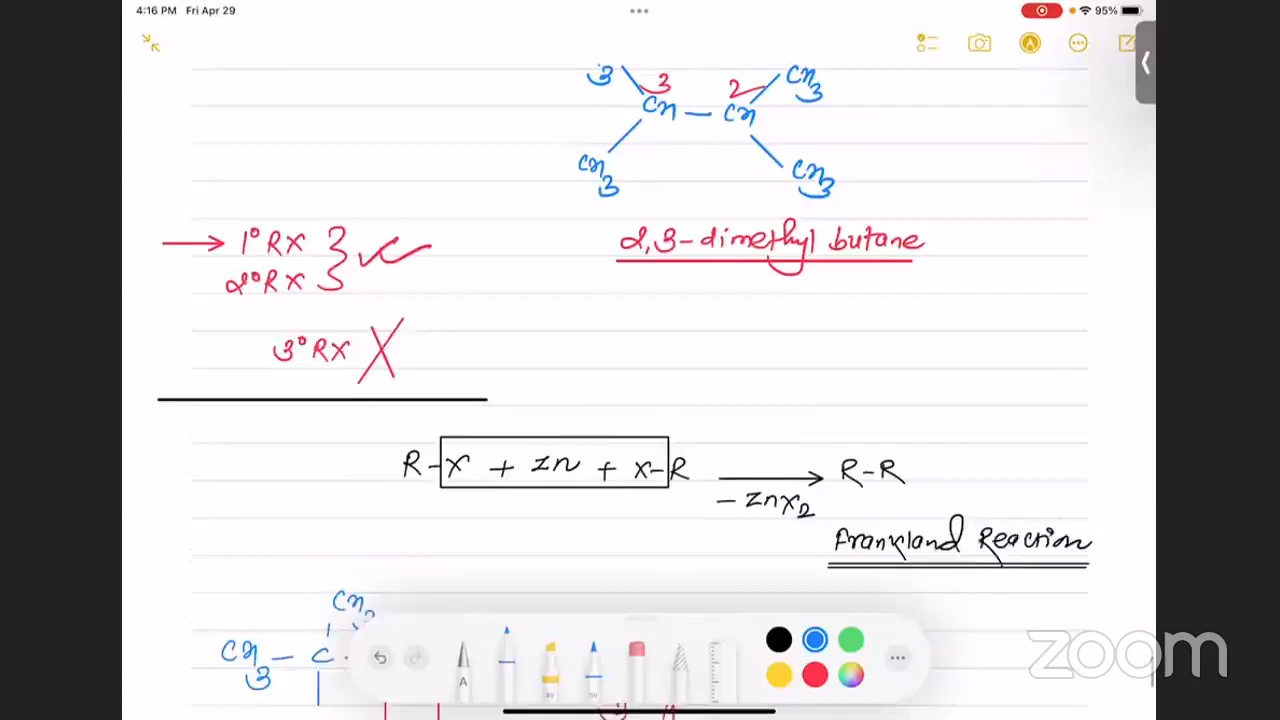 4:16 PM Fri Apr 29
95%
3 3 2 CH3
CH – CH
CH3 CH3
→ 1° RX
2° RX
2,3-dimethyl butane
3° RX
R-X + Zn + X-R → R-R
- ZnX2
Frankland Reaction
CH3
CH3 – C
zoom